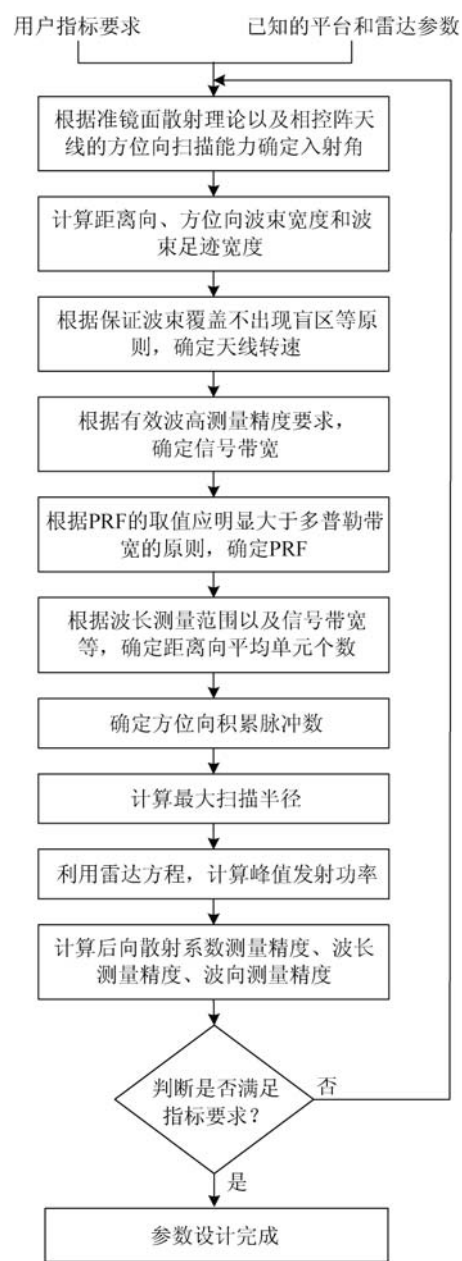 用户指标要求
已知的平台和雷达参数
根据准镜面散射理论以及相控阵天
线的方位向扫描能力确定入射角
计算距离向、方位向波束宽度和波
束足迹宽度
根据保证波束覆盖不出现盲区等原
则，确定天线转速
根据有效波高测量精度要求，
确定信号带宽
根据PRF的取值应明显大于多普勒带
宽的原则，确定PRF
根据波长测量范围以及信号带宽
等，确定距离向平均单元个数
确定方位向积累脉冲数
计算最大扫描半径
利用雷达方程，计算峰值发射功率
计算后向散射系数测量精度、波长
测量精度、波向测量精度
判断是否满足
指标要求？
否
是
参数设计完成